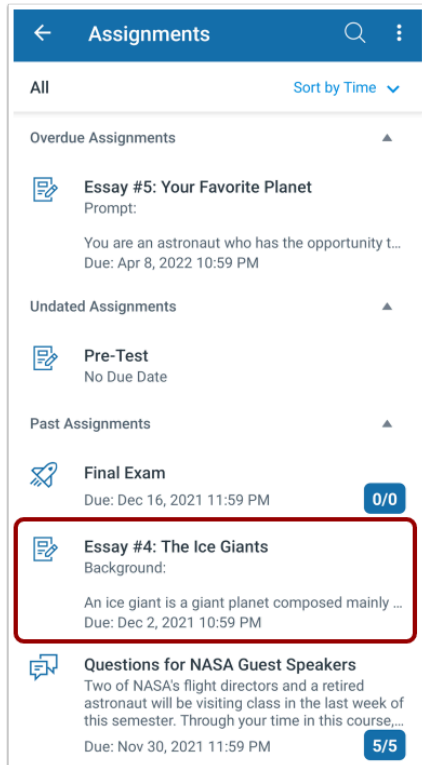 Assignments
All
Sort by Time
Overdue Assignments
Essay #5: Your Favorite Planet
Prompt:
You are an astronaut who has the opportunity t...
Due: Apr 8, 2022 10:59 PM
Undated Assignments
Pre-Test
No Due Date
Past Assignments
Final Exam
Due: Dec 16, 2021 11:59 PM
0/0
Essay #4: The Ice Giants
Background:
An ice giant is a giant planet composed mainly ...
Due: Dec 2, 2021 10:59 PM
Questions for NASA Guest Speakers
Two of NASA's flight directors and a retired
astronaut will be visiting class in the last week of
this semester. Through your time in this course,...
Due: Nov 30, 2021 11:59 PM
5/5